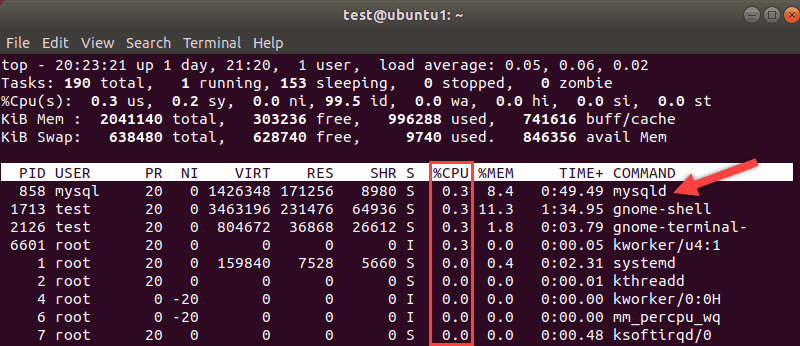 test@ubuntu1: ~
File Edit View Search Terminal Help
top - 20:23:21 up 1 day, 21:20,  1 user,  load average: 0.05, 0.06, 0.02
Tasks: 190 total,   1 running, 153 sleeping,   0 stopped,   0 zombie
%Cpu(s):  0.3 us,  0.2 sy,  0.0 ni, 99.5 id,  0.0 wa,  0.0 hi,  0.0 si,  0.0 st
KiB Mem :  2041140 total,   303236 free,   996288 used,   741616 buff/cache
KiB Swap:   638480 total,   628740 free,     9740 used.   846356 avail Mem
PID USER      PR  NI    VIRT    RES    SHR S  %CPU %MEM     TIME+ COMMAND
858 mysql     20   0 1426348 171256   8980 S   0.3  8.4   0:49.49 mysqld
1713 test      20   0 3463196 231476  64936 S   0.3 11.3   1:34.95 gnome-shell
2126 test      20   0  804672  36868  26612 S   0.3  1.8   0:03.79 gnome-terminal-
6601 root      20   0       0      0      0 I   0.3  0.0   0:00.05 kworker/u4:1
1 root      20   0  159840   7528   5660 S   0.0  0.4   0:02.31 systemd
2 root      20   0       0      0      0 S   0.0  0.0   0:00.01 kthreadd
4 root       0 -20       0      0      0 I   0.0  0.0   0:00.00 kworker/0:0H
6 root       0 -20       0      0      0 I   0.0  0.0   0:00.00 mm_percpu_wq
7 root      20   0       0      0      0 S   0.0  0.0   0:00.48 ksoftirqd/0